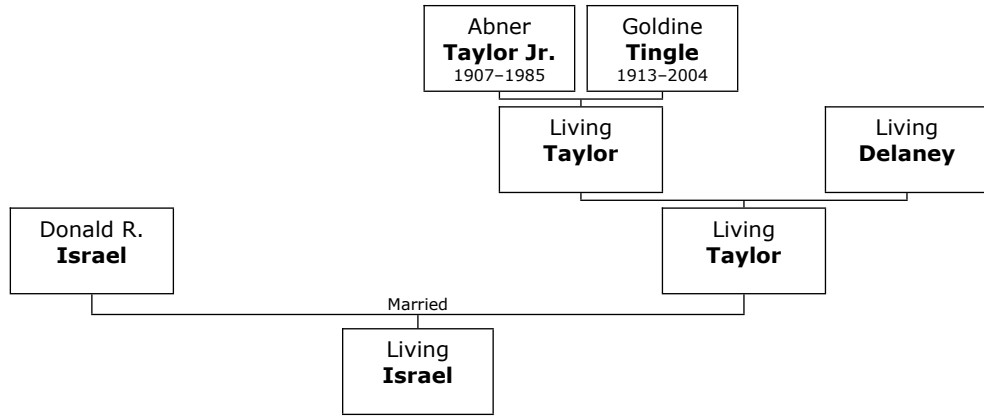 Abner
Taylor Jr.
1907–1985
Goldine
Tingle
1913–2004
Living
Taylor
Living
Delaney
Donald R.
Israel
Living
Taylor
Married
Living
Israel